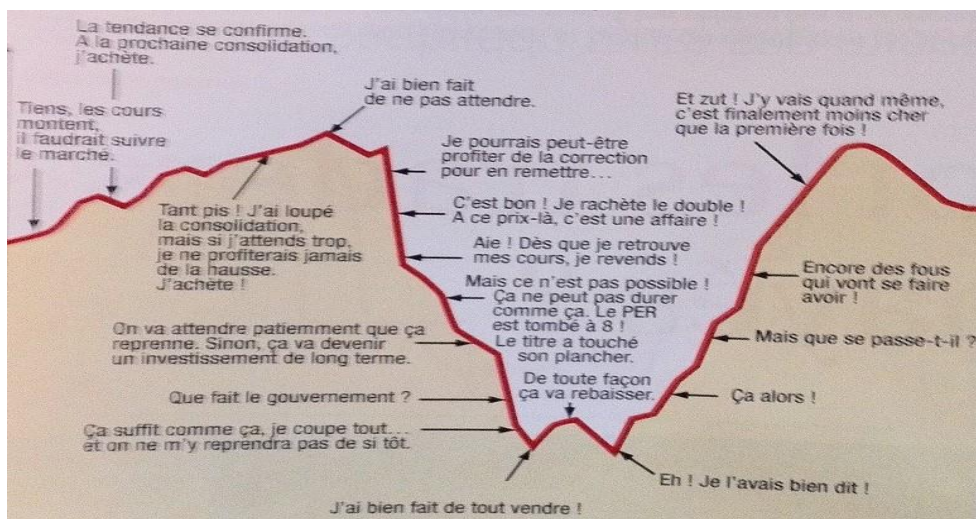 La tendance se confirme.
A la prochaine consolidation,
j'achète.
Tiens, les cours
montent,
il faudrait suivre
le marché.
J'ai bien fait
de ne pas attendre.
Tant pis ! J'ai loupé
la consolidation,
mais si j'attends trop,
je ne profiterais jamais
de la hausse.
J'achète !
Je pourrais peut-être
profiter de la correction
pour en remettre...
C'est bon ! Je rachète le double !
A ce prix-là, c'est une affaire !
Aie ! Dès que je retrouve
mes cours, je revends !
Mais ce n'est pas possible !
Ça ne peut pas durer
comme ça. Le PER
est tombé à 8 !
Le titre a touché
son plancher.
On va attendre patiemment que ça
reprenne. Sinon, ça va devenir
un investissement de long terme.
Que fait le gouvernement ?
Ça suffit comme ça, je coupe tout...
et on ne m'y reprendra pas de si tôt.
J'ai bien fait de tout vendre !
De toute façon
ça va rebaisser.
Eh ! Je l'avais bien dit !
Ça alors !
Mais que se passe-t-il ?
Encore des fous
qui vont se faire
avoir !
Et zut ! J'y vais quand même,
c'est finalement moins cher
que la première fois !